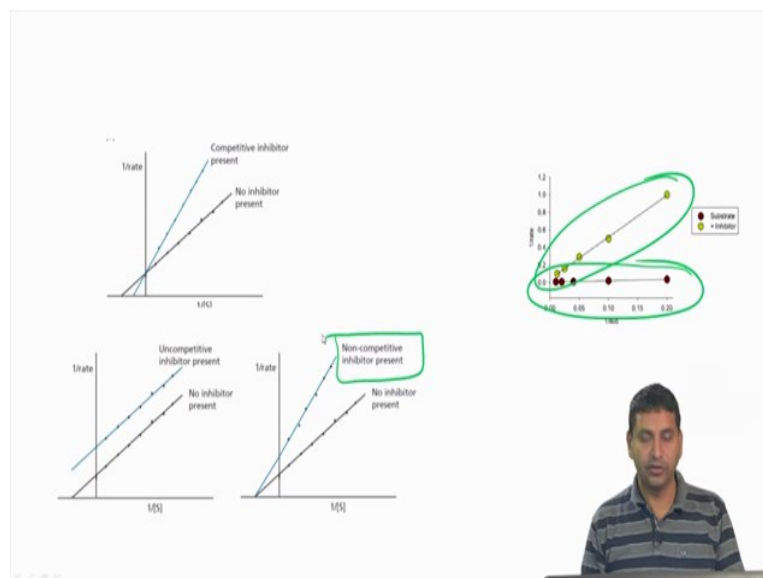 Competitive inhibitor
present
1/rate
No inhibitor
present
1.2
1.0
0.8
0.6
0.4
0.2
0.0
1/rate
0.00
0.05
0.10
0.15
0.20
Substrate
+ Inhibitor
Uncompetitive
inhibitor present
1/rate
No inhibitor
present
1/[S]
Non-competitive
inhibitor present
1/rate
No inhibitor
present
1/[S]